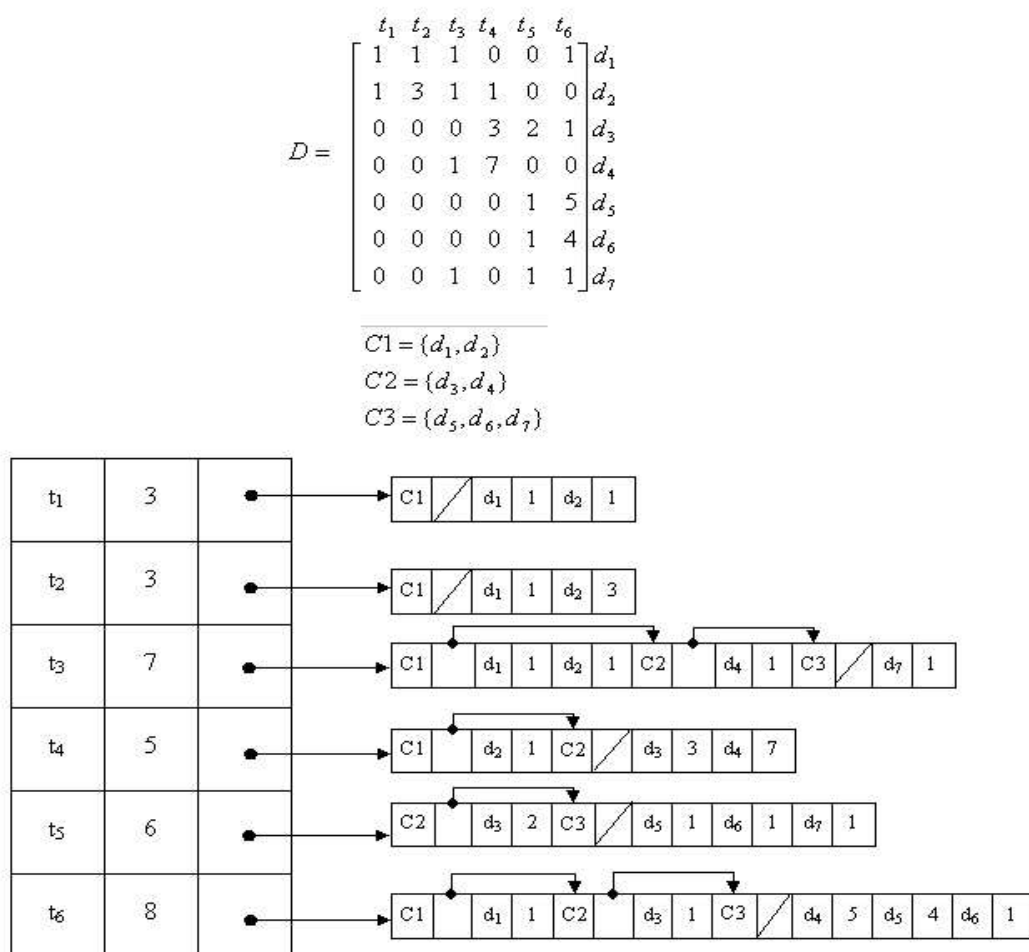 t₁ t₂ t₃ t₄ t₅ t₆
1 1 1 0 0 1 d₁
1 3 1 1 0 0 d₂
0 0 0 3 2 1 d₃
D = 0 0 1 7 0 0 d₄
0 0 0 0 1 5 d₅
0 0 0 0 1 4 d₆
0 0 1 0 1 1 d₇
C1 = {d₁, d₂}
C2 = {d₃, d₄}
C3 = {d₅, d₆, d₇}
t₁ 3 C1 d₁ 1 d₂ 1
t₂ 3 C1 d₁ 1 d₂ 3
t₃ 7 C1 d₁ 1 d₂ 1 C2 d₄ 1 C3 d₇ 1
t₄ 5 C1 d₂ 1 C2 d₃ 3 d₄ 7
t₅ 6 C2 d₃ 2 C3 d₅ 1 d₆ 1 d₇ 1
t₆ 8 C1 d₁ 1 C2 d₃ 1 C3 d₄ 5 d₅ 4 d₆ 1